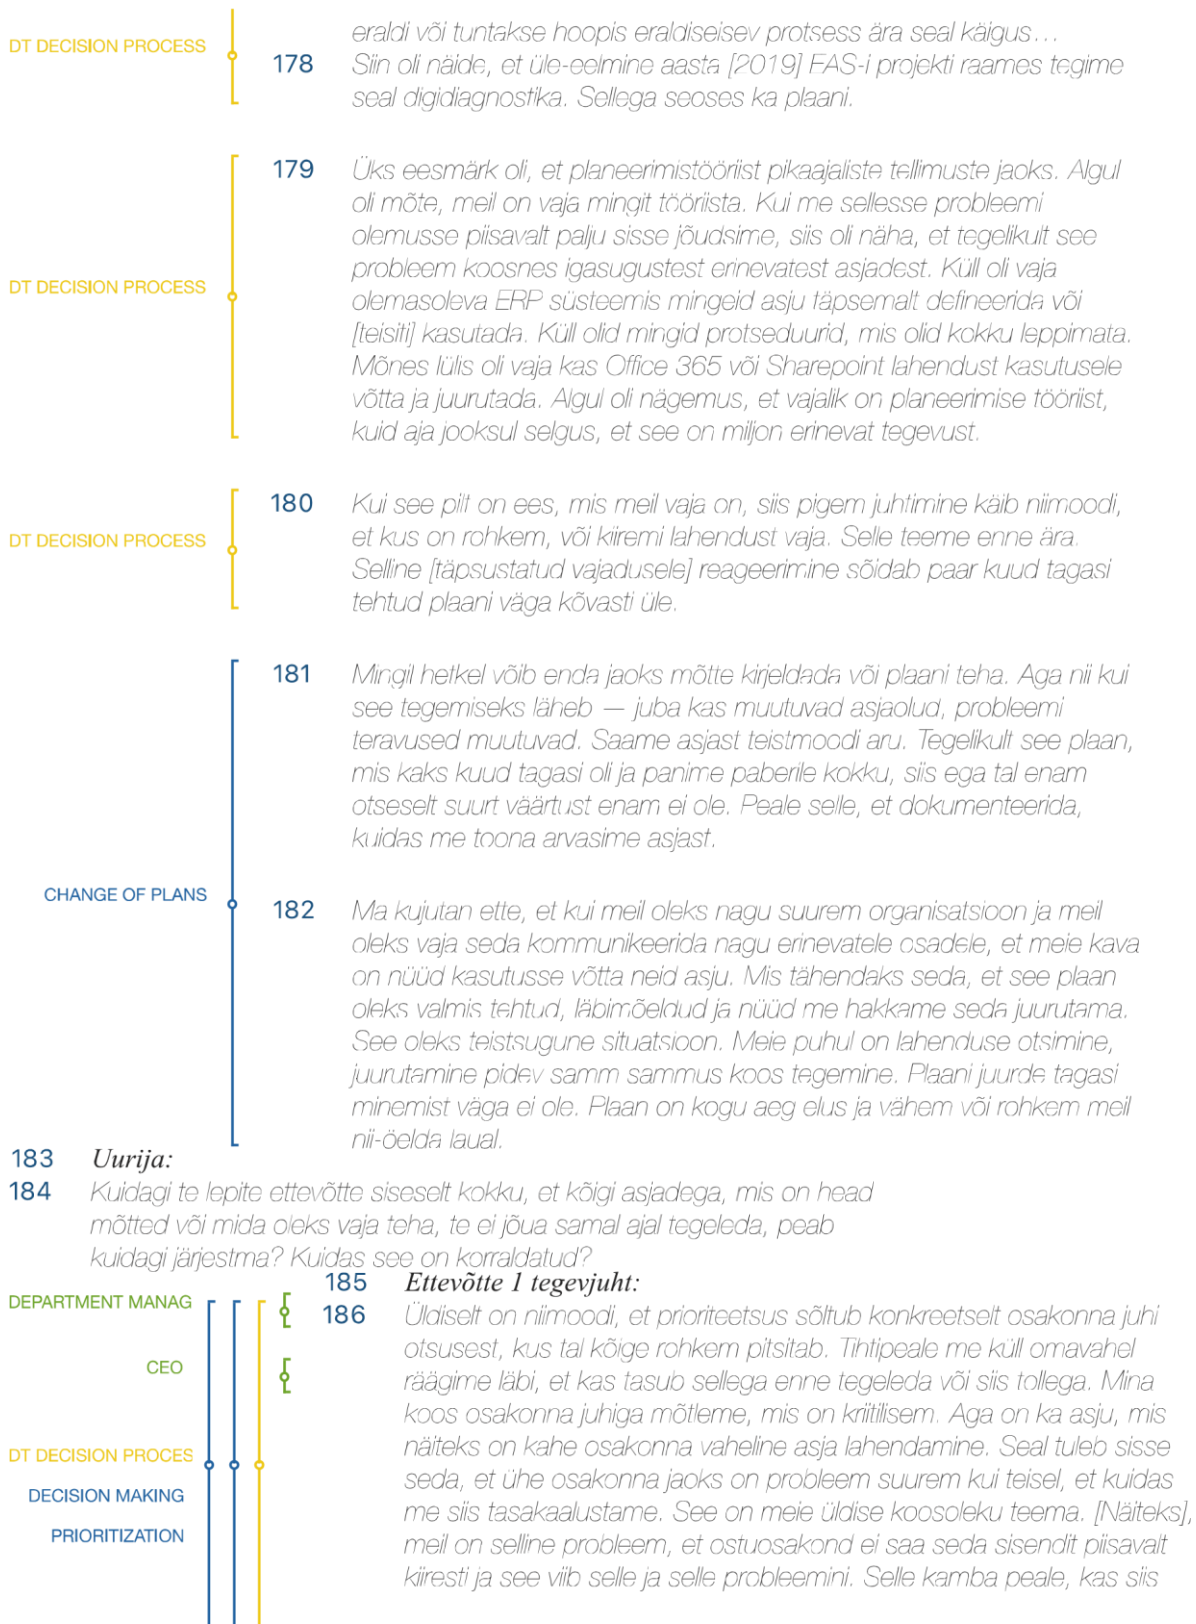 eraldi või tuntakse hoopis eraldiseisev protsess ära seal käigus…
DT DECISION PROCESS
178 Siin oli näide, et üle-eelmine aasta [2019] EAS-i projekti raames tegime
seal digidiagnostika. Sellega seoses ka plaani.
179 Üks eesmärk oli, et planeerimistööriist pikaajaliste tellimuste jaoks. Algul
oli mõte, meil on vaja mingit tööriista. Kui me sellesse probleemi
olemusse piisavalt palju sisse jõudsime, siis oli näha, et tegelikult see
probleem koosnes igasugustest erinevatest asjadest. Küll oli vaja
DT DECISION PROCESS
olemasoleva ERP süsteemis mingeid asju täpsemalt defineerida või
[teisiti] kasutada. Küll olid mingid protseduurid, mis olid kokku leppimata.
Mõnes lülis oli vaja kas Office 365 või Sharepoint lahendust kasutusele
võtta ja juurutada. Algul oli nägemus, et vajalik on planeerimise tööriist,
kuid aja jooksul selgus, et see on miljon erinevat tegevust.
180 Kui see pilt on ees, mis meil vaja on, siis pigem juhtimine käib niimoodi,
et kus on rohkem, või kiiremi lahendust vaja. Selle teeme enne ära.
DT DECISION PROCESS
Selline [täpsustatud vajadusele] reageerimine sõidab paar kuud tagasi
tehtud plaani väga kõvasti üle.
181 Mingil hetkel võib enda jaoks mõtte kirjeldada või plaani teha. Aga nii kui
see tegemiseks läheb — juba kas muutuvad asjaolud, probleemi
teravused muutuvad. Saame asjast teistmoodi aru. Tegelikult see plaan,
mis kaks kuud tagasi oli ja panime paberile kokku, siis ega tal enam
otseselt suurt väärtust enam ei ole. Peale selle, et dokumenteerida,
kuidas me toona arvasime asjast.
CHANGE OF PLANS
182 Ma kujutan ette, et kui meil oleks nagu suurem organisatsioon ja meil
oleks vaja seda kommunikeerida nagu erinevatele osadele, et meie kava
on nüüd kasutusse võtta neid asju. Mis tähendaks seda, et see plaan
oleks valmis tehtud, läbimõeldud ja nüüd me hakkame seda juurutama.
See oleks teistsugune situatsioon. Meie puhul on lahenduse otsimine,
juurutamine pidev samm sammus koos tegemine. Plaani juurde tagasi
minemist väga ei ole. Plaan on kogu aeg elus ja vähem või rohkem meil
nii-öelda laual.
183 Uurija:
184 Kuidagi te lepite ettevõtte siseselt kokku, et kõigi asjadega, mis on head
mõtted või mida oleks vaja teha, te ei jõua samal ajal tegeleda, peab
kuidagi järjestma? Kuidas see on korraldatud?
185 Ettevõtte 1 tegevjuht:
DEPARTMENT MANAG
186 Üldiselt on niimoodi, et prioriteetsus sõltub konkreetselt osakonna juhi
otsusest, kus tal kõige rohkem pitsitab. Tihtipeale me küll omavahel
CEO
räägime läbi, et kas tasub sellega enne tegeleda või siis tollega. Mina
koos osakonna juhiga mõtleme, mis on kriitilisem. Aga on ka asju, mis
DT DECISION PROCES
näiteks on kahe osakonna vaheline asja lahendamine. Seal tuleb sisse
seda, et ühe osakonna jaoks on probleem suurem kui teisel, et kuidas
DECISION MAKING
me siis tasakaalustame. See on meie üldise koosoleku teema. [Näiteks],
PRIORITIZATION
meil on selline probleem, et ostuosakond ei saa seda sisendit piisavalt
kiiresti ja see viib selle ja selle probleemini. Selle kamba peale, kas siis